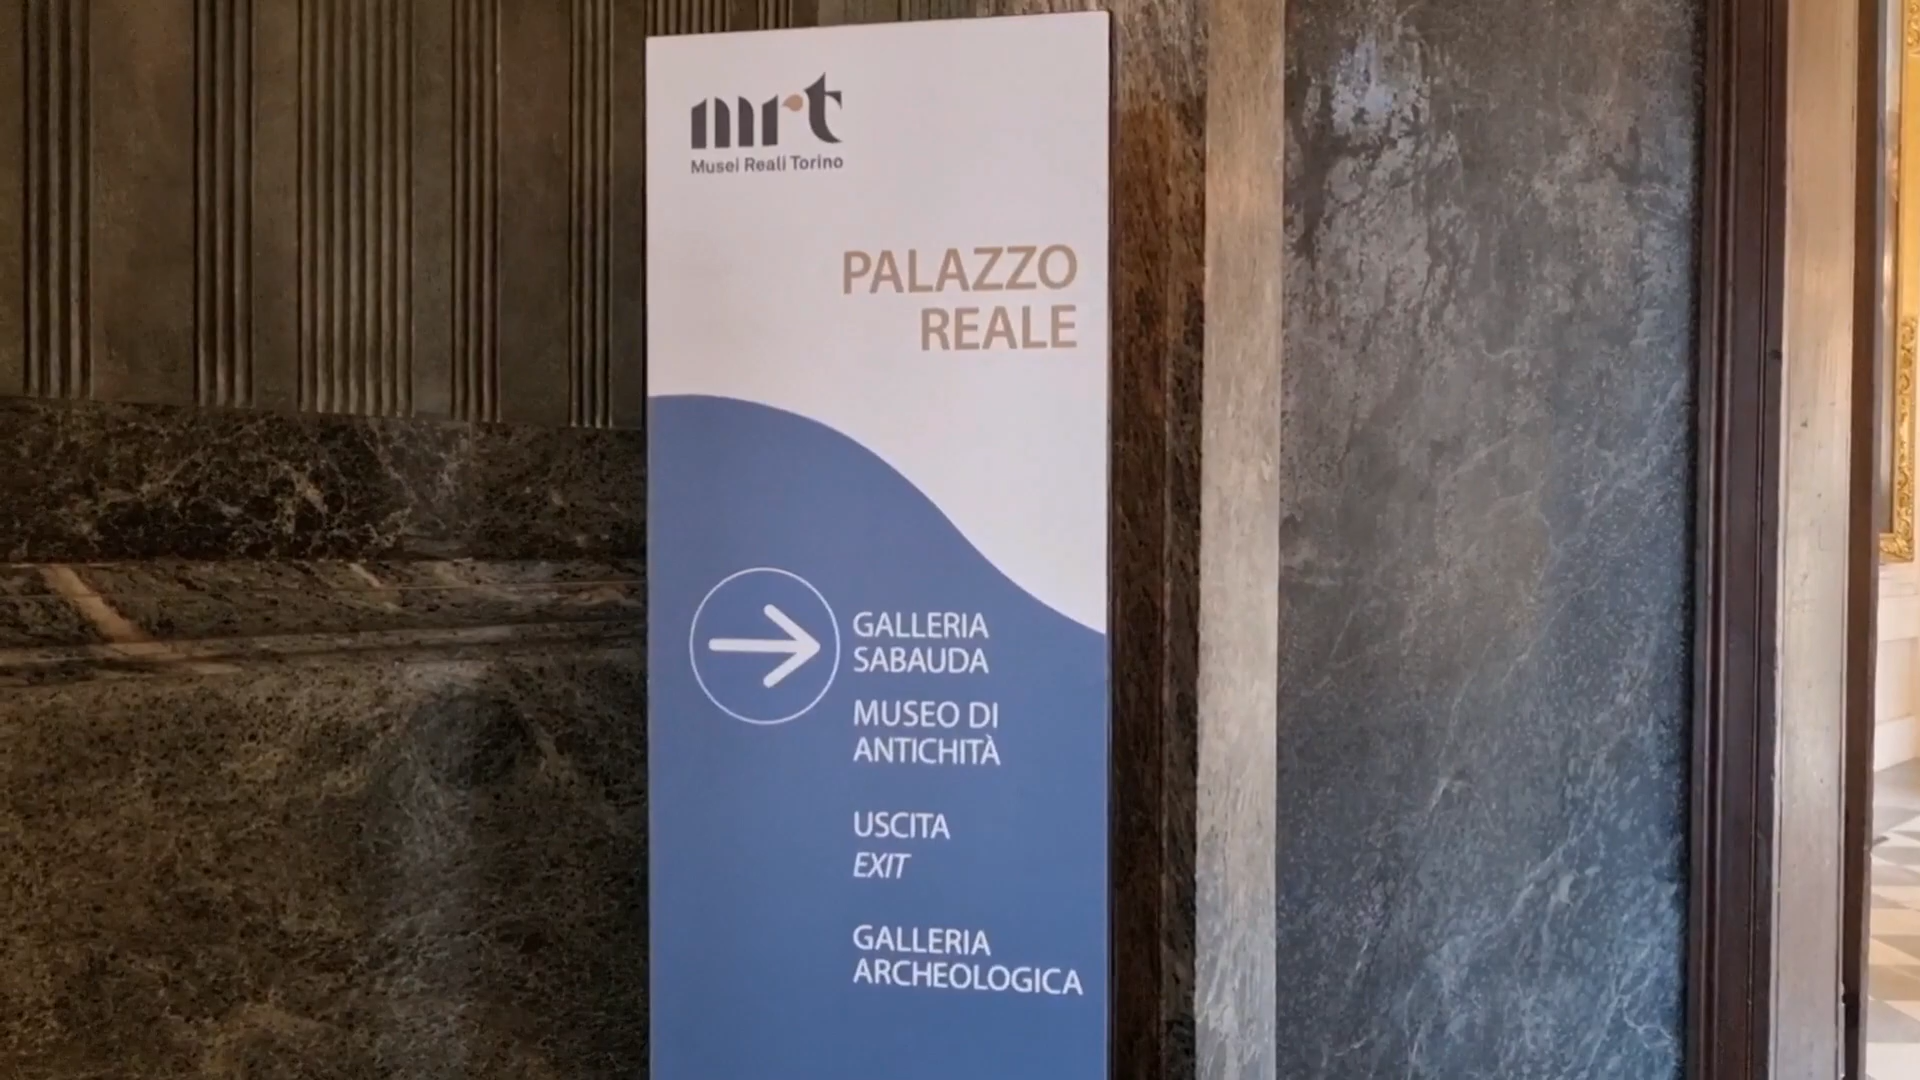 mrt
Musei Reali Torino
PALAZZO
REALE
GALLERIA
SABAUDA
MUSEO DI
ANTICHITÀ
USCITA
EXIT
GALLERIA
ARCHEOLOGICA